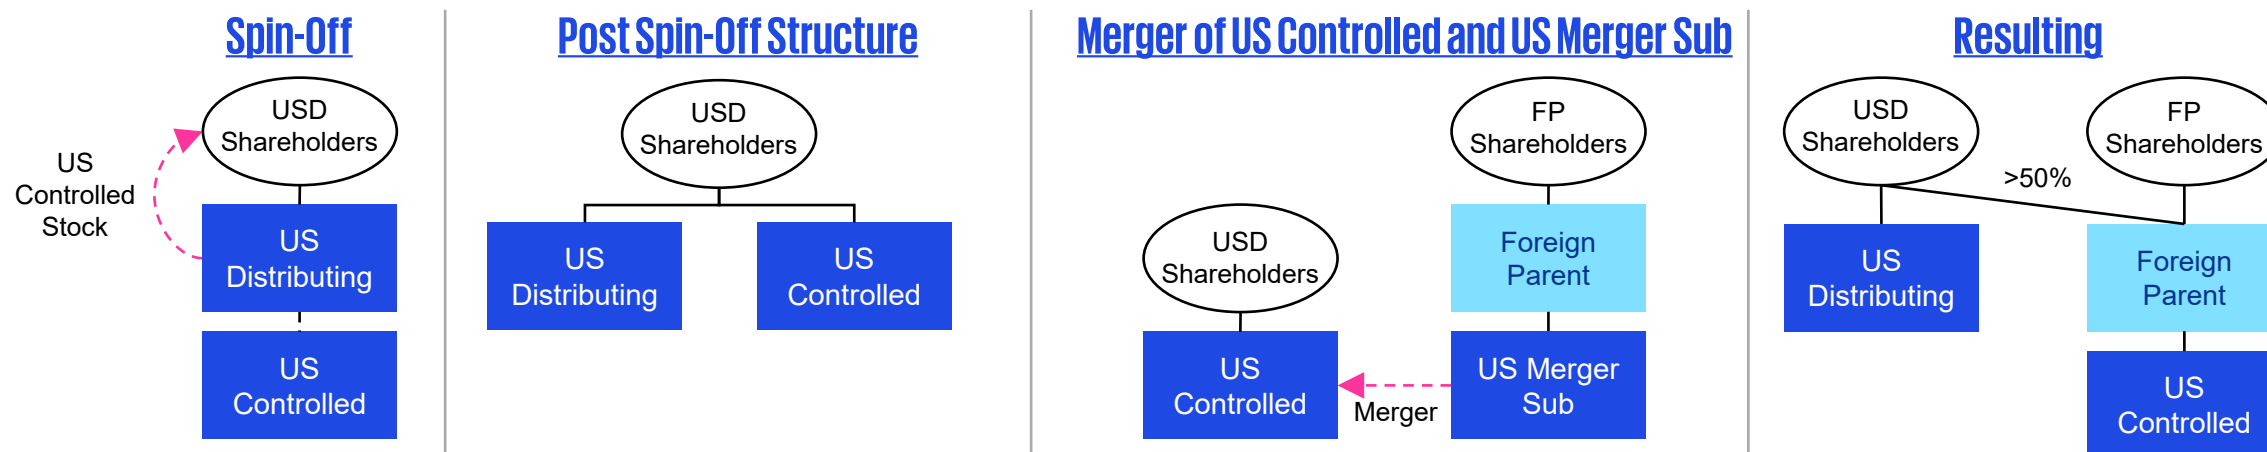 Spin-Off
USD
Shareholders
US
Controlled
Stock
US
Distributing
US
Controlled
Post Spin-Off Structure
USD
Shareholders
US
Distributing
US
Controlled
Merger of US Controlled and US Merger Sub
FP
Shareholders
USD
Shareholders
Foreign
Parent
US
Controlled
Merger
US Merger
Sub
Resulting
USD
Shareholders
FP
Shareholders
>50%
US
Distributing
Foreign
Parent
US
Controlled